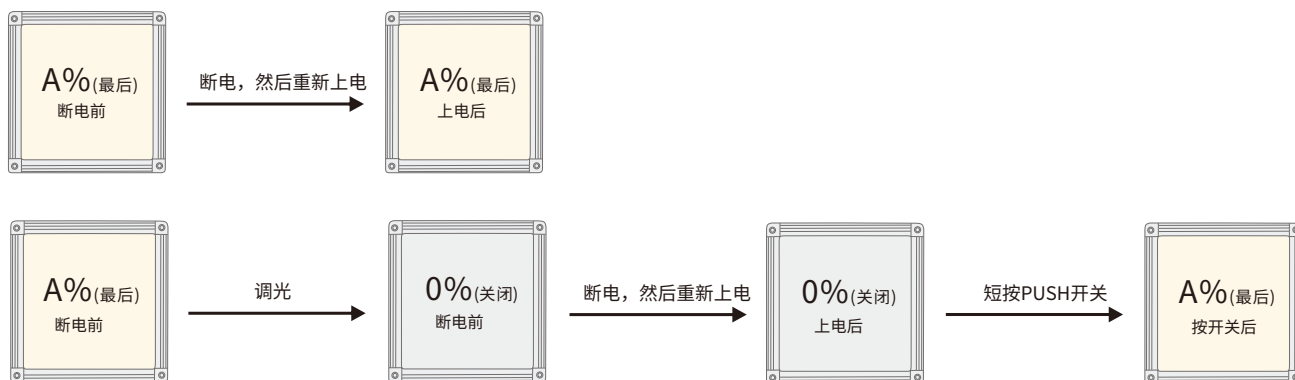 A%(最后)
断电前
断电，然后重新上电
A%(最后)
上电后
A%(最后)
断电前
调光
0%(关闭)
断电前
断电，然后重新上电
0%(关闭)
上电后
短按PUSH开关
A%(最后)
按开关后